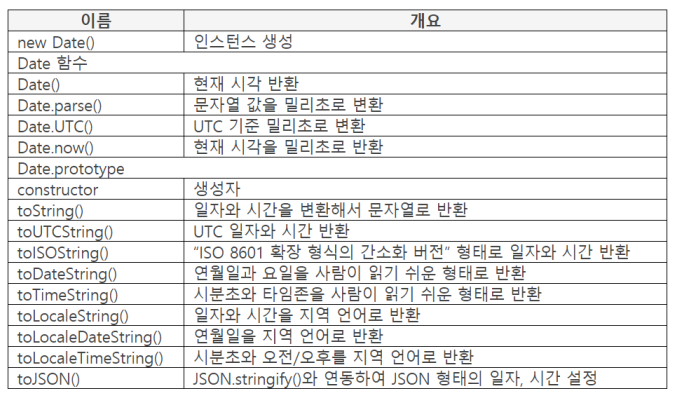 이름 개요
new Date() 인스턴스 생성
Date 함수
Date() 현재 시각 반환
Date.parse() 문자열 값을 밀리초로 변환
Date.UTC() UTC 기준 밀리초로 변환
Date.now() 현재 시각을 밀리초로 반환
Date.prototype
constructor 생성자
toString() 일자와 시간을 변환해서 문자열로 반환
toUTCString() UTC 일자와 시간 반환
toISOString() “ISO 8601 확장 형식의 간소화 버전” 형태로 일자와 시간 반환
toDateString() 연월일과 요일을 사람이 읽기 쉬운 형태로 반환
toTimeString() 시분초와 타임존을 사람이 읽기 쉬운 형태로 반환
toLocaleString() 일자와 시간을 지역 언어로 반환
toLocaleDateString() 연월일을 지역 언어로 반환
toLocaleTimeString() 시분초와 오전/오후를 지역 언어로 반환
toJSON() JSON.stringify()와 연동하여 JSON 형태의 일자, 시간 설정